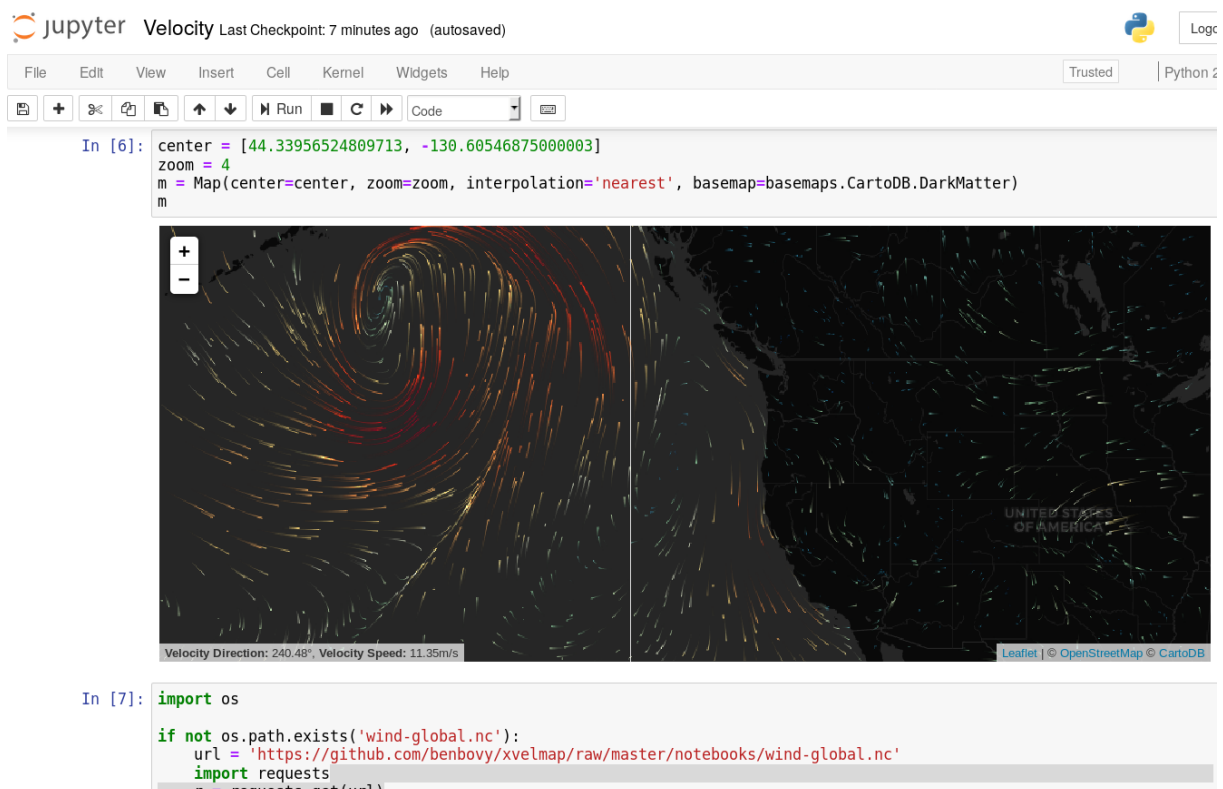 jupyter Velocity Last Checkpoint: 7 minutes ago (autosaved)
File Edit View Insert Cell Kernel Widgets Help Trusted Python 2
Run Code
In [6]: center = [44.33956524809713, -130.60546875000003]
zoom = 4
m = Map(center=center, zoom=zoom, interpolation='nearest', basemap=basemaps.CartoDB.DarkMatter)
m
+
−
UNITED STATES
OF AMERICA
Velocity Direction: 240.48°, Velocity Speed: 11.35m/s Leaflet | © OpenStreetMap © CartoDB
In [7]: import os
if not os.path.exists('wind-global.nc'):
url = 'https://github.com/benbovy/xvelmap/raw/master/notebooks/wind-global.nc'
import requests
r = requests.get(url)